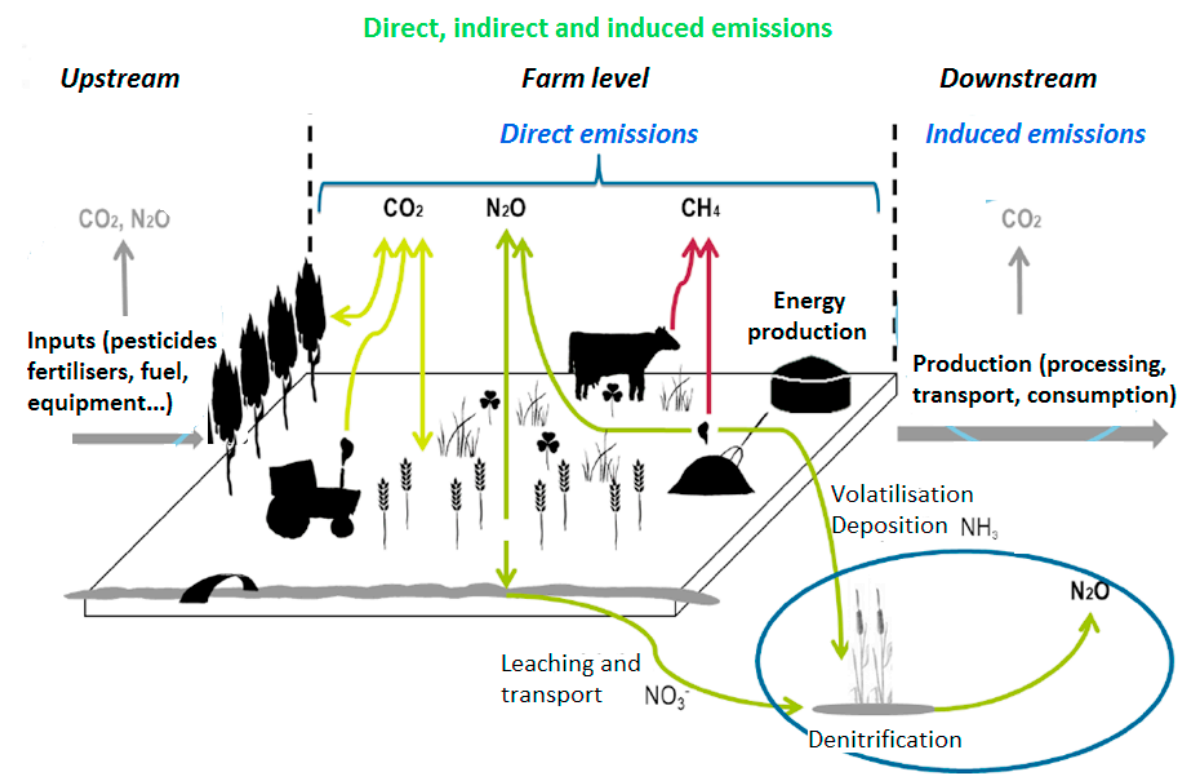 Direct, indirect and induced emissions
Upstream
Farm level
Downstream
Direct emissions
Induced emissions
CO₂, N₂O
CO₂
N₂O
CH₄
CO₂
Energy
production
Inputs (pesticides
fertilisers, fuel,
equipment...)
Production (processing,
transport, consumption)
Volatilisation
Deposition NH₃
N₂O
Leaching and
transport NO₃⁻
Denitrification